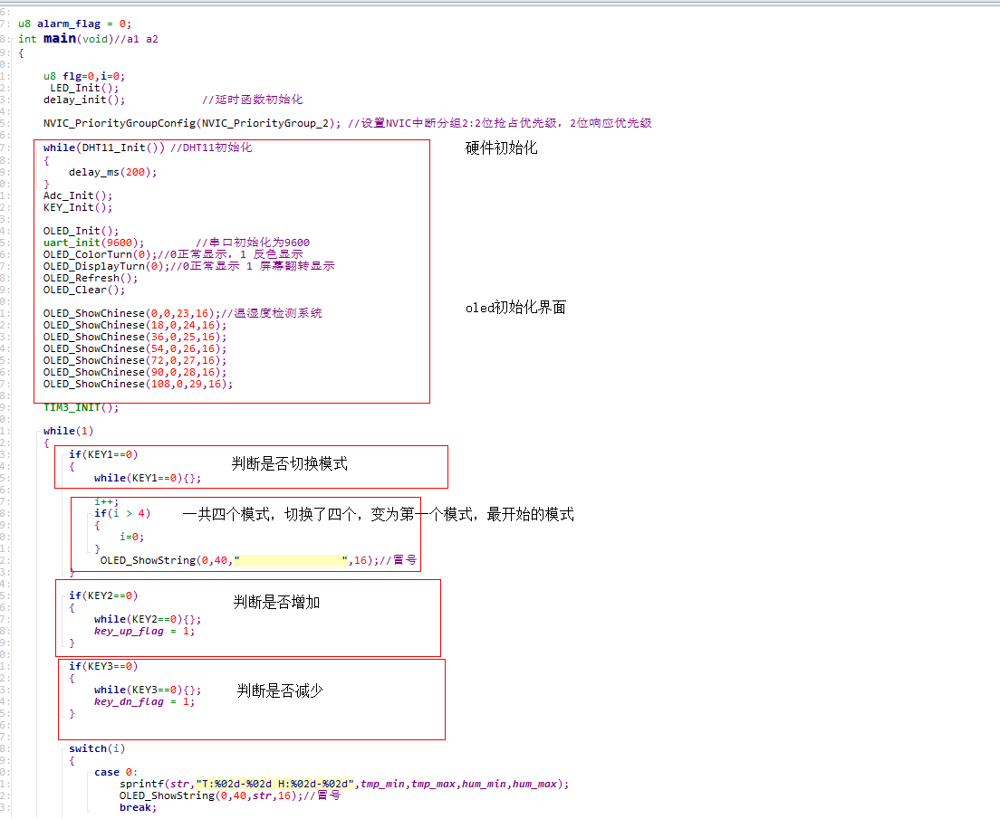 u8 alarm_flag = 0;
int main(void)//a1 a2
{
u8 flg=0,i=0;
LED_Init();
delay_init(); //延时函数初始化
NVIC_PriorityGroupConfig(NVIC_PriorityGroup_2); //设置NVIC中断分组2:2位抢占优先级，2位响应优先级
while(DHT11_Init()) //DHT11初始化
硬件初始化
{
delay_ms(200);
}
Adc_Init();
KEY_Init();
OLED_Init();
uart_init(9600); //串口初始化为9600
OLED_ColorTurn(0);//0正常显示，1 反色显示
OLED_DisplayTurn(0);//0正常显示 1 屏幕翻转显示
OLED_Refresh();
OLED_Clear();
oled初始化界面
OLED_ShowChinese(0,0,23,16);//温湿度检测系统
OLED_ShowChinese(18,0,24,16);
OLED_ShowChinese(36,0,25,16);
OLED_ShowChinese(54,0,26,16);
OLED_ShowChinese(72,0,27,16);
OLED_ShowChinese(90,0,28,16);
OLED_ShowChinese(108,0,29,16);
TIM3_INIT();
while(1)
{
if(KEY1==0)
{
判断是否切换模式
while(KEY1==0){};
i++;
if(i > 4)
一共四个模式，切换了四个，变为第一个模式，最开始的模式
{
i=0;
}
OLED_ShowString(0,40,"                ",16);//冒号
}
if(KEY2==0)
判断是否增加
{
while(KEY2==0){};
key_up_flag = 1;
}
if(KEY3==0)
{
while(KEY3==0){};
判断是否减少
key_dn_flag = 1;
}
switch(i)
{
case 0:
sprintf(str,"T:%02d-%02d H:%02d-%02d",tmp_min,tmp_max,hum_min,hum_max);
OLED_ShowString(0,40,str,16);//冒号
break;